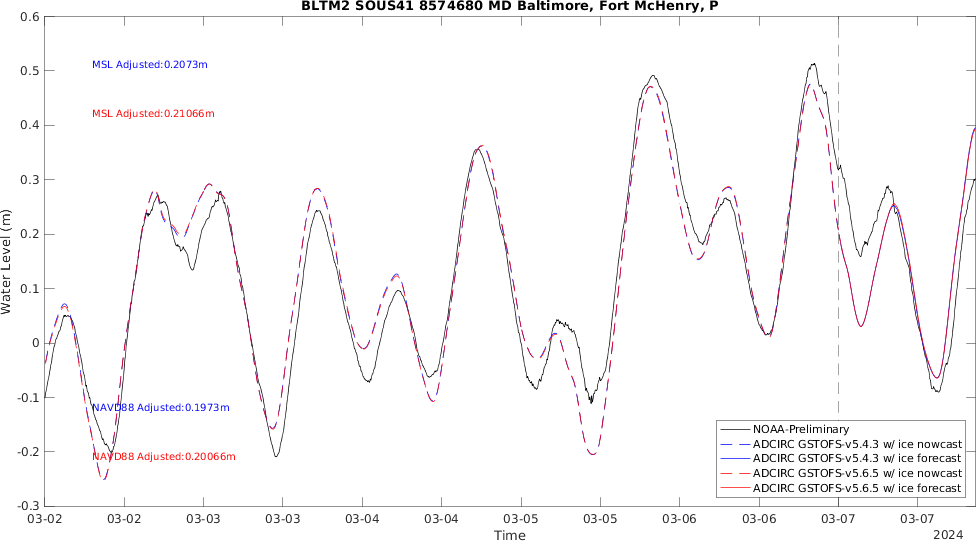 BLTM2 SOUS41 8574680 MD Baltimore, Fort McHenry, P
0.6
0.5
0.4
0.3
0.2
0.1
0
-0.1
-0.2
-0.3
Water Level (m)
MSL Adjusted:0.2073m
MSL Adjusted:0.21066m
NAVD88 Adjusted:0.1973m
NAVD88 Adjusted:0.20066m
NOAA-Preliminary
ADCIRC GSTOFS-v5.4.3 w/ ice nowcast
ADCIRC GSTOFS-v5.4.3 w/ ice forecast
ADCIRC GSTOFS-v5.6.5 w/ ice nowcast
ADCIRC GSTOFS-v5.6.5 w/ ice forecast
03-02 03-02 03-03 03-03 03-04 03-04 03-05 03-05 03-06 03-06 03-07 03-07
Time
2024